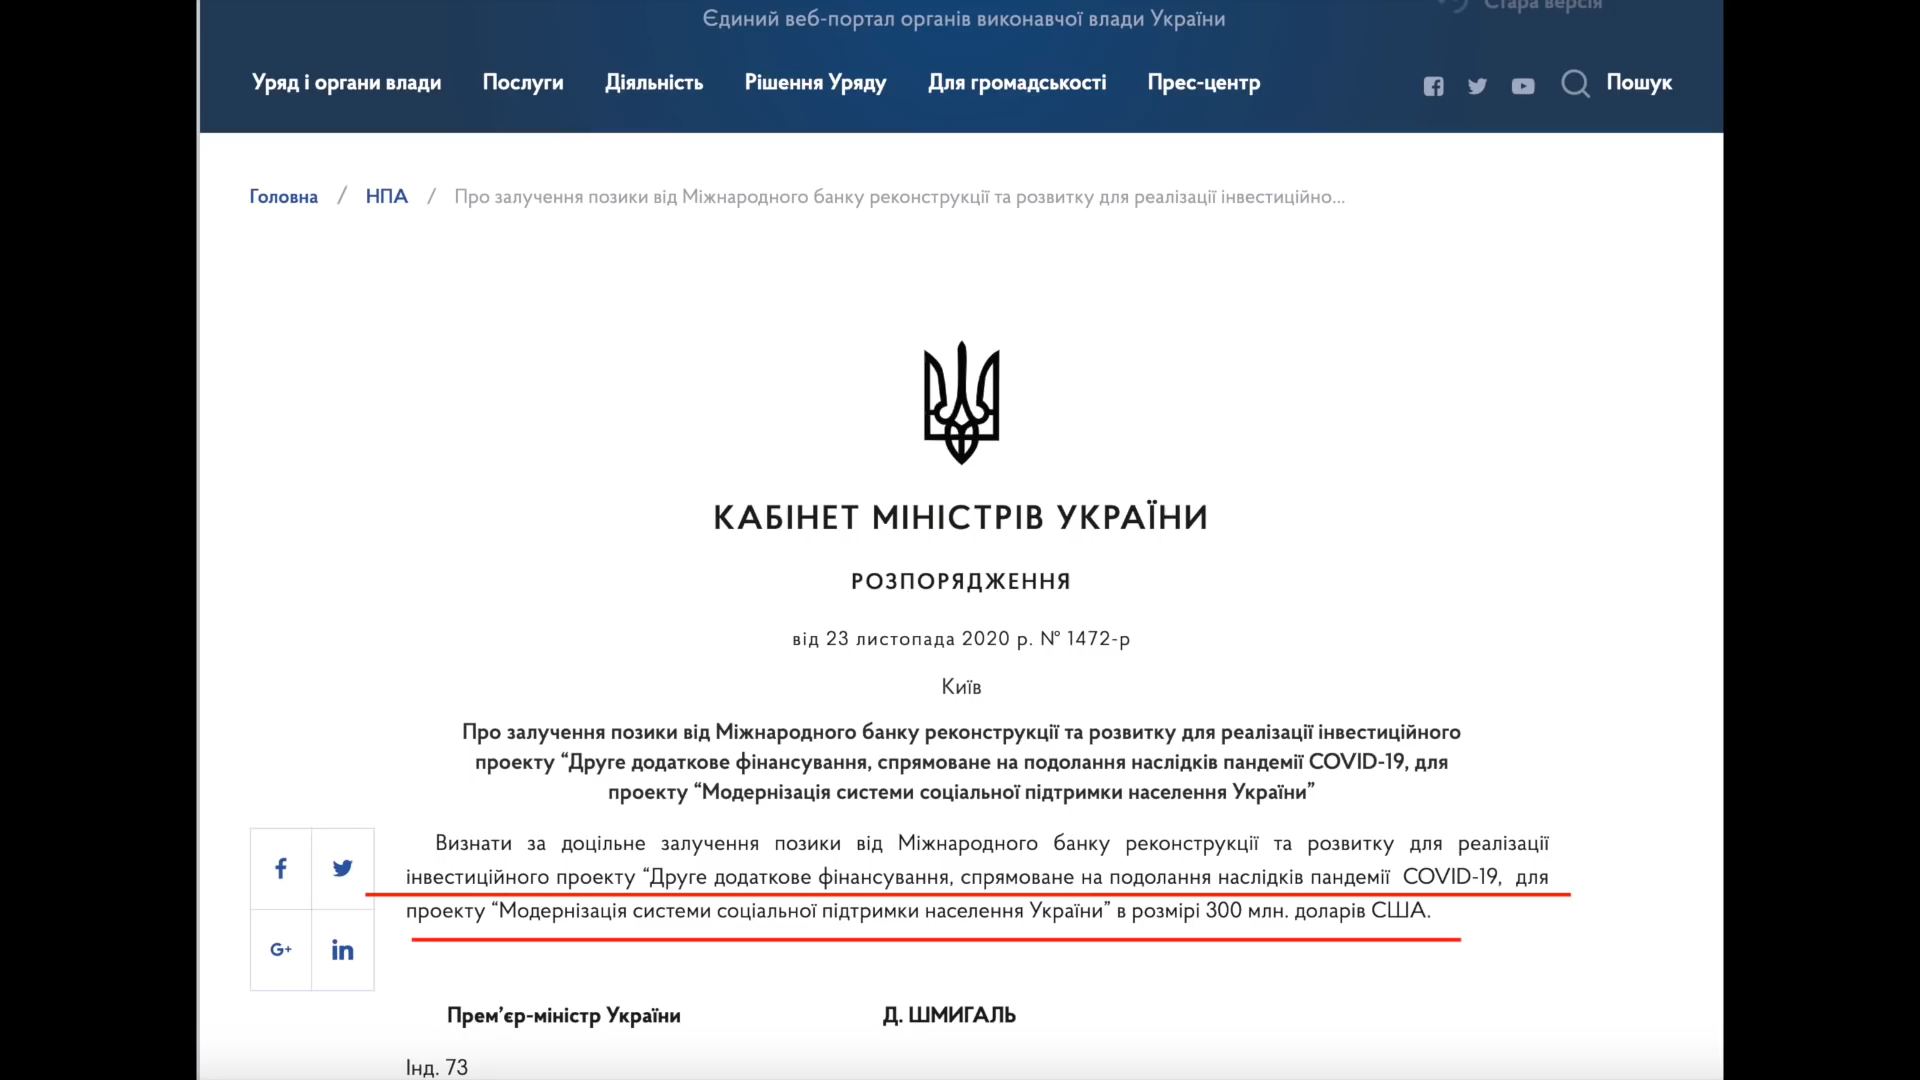 Єдиний веб-портал органів виконавчої влади України
Стара версія
Уряд і органи влади Послуги Діяльність Рішення Уряду Для громадськості Прес-центр Пошук
Головна / НПА / Про залучення позики від Міжнародного банку реконструкції та розвитку для реалізації інвестиційно...
КАБІНЕТ МІНІСТРІВ УКРАЇНИ
РОЗПОРЯДЖЕННЯ
від 23 листопада 2020 р. № 1472-р
Київ
Про залучення позики від Міжнародного банку реконструкції та розвитку для реалізації інвестиційного
проекту “Друге додаткове фінансування, спрямоване на подолання наслідків пандемії COVID-19, для
проекту “Модернізація системи соціальної підтримки населення України”
Визнати за доцільне залучення позики від Міжнародного банку реконструкції та розвитку для реалізації
інвестиційного проекту “Друге додаткове фінансування, спрямоване на подолання наслідків пандемії COVID-19, для
проекту “Модернізація системи соціальної підтримки населення України” в розмірі 300 млн. доларів США.
G+ in
Прем’єр-міністр України Д. ШМИГАЛЬ
Інд. 73